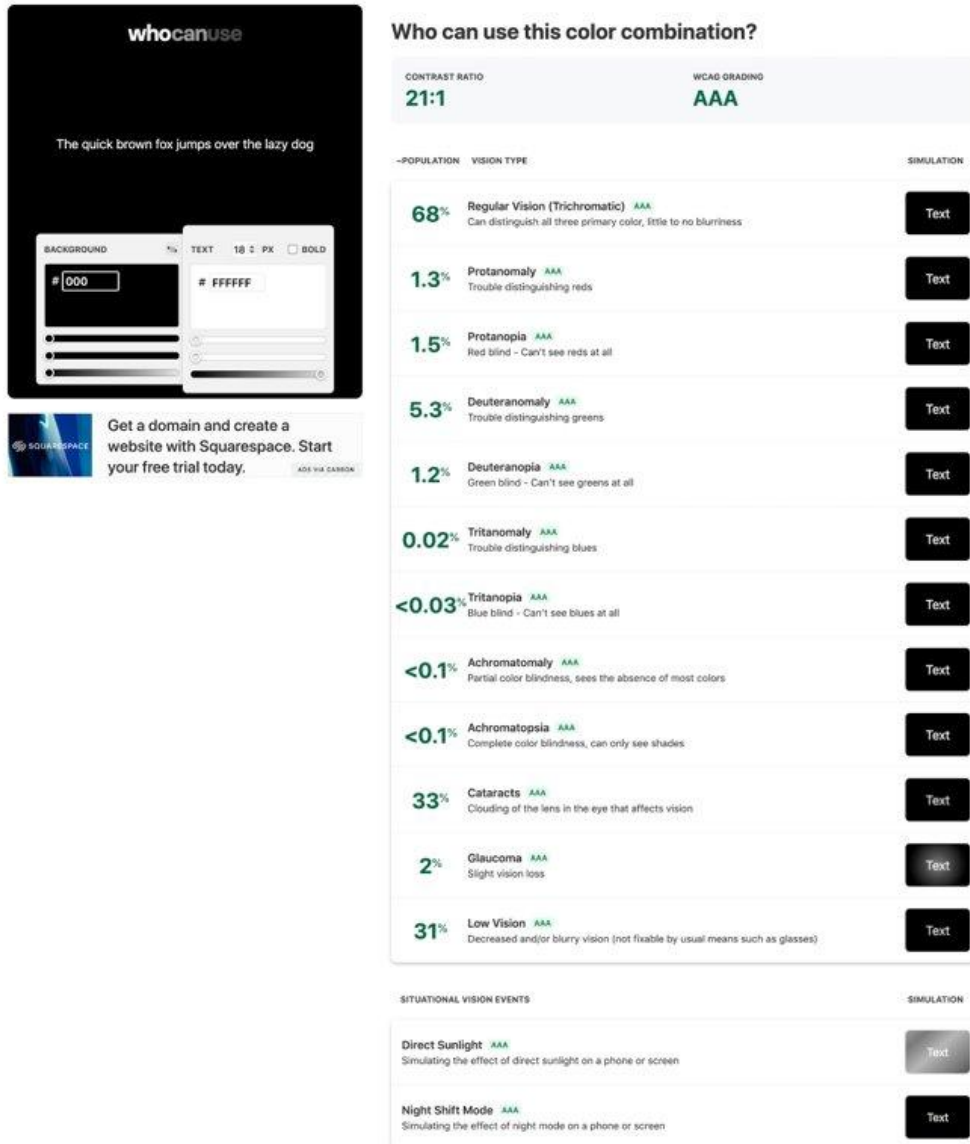 whocanuse
The quick brown fox jumps over the lazy dog
BACKGROUND
# 000
TEXT 18 PX BOLD
# FFFFFF
SQUARESPACE
Get a domain and create a
website with Squarespace. Start
your free trial today.
ADS VIA CARBON
Who can use this color combination?
CONTRAST RATIO WCAG GRADING
21:1 AAA
~POPULATION VISION TYPE SIMULATION
68% Regular Vision (Trichromatic) AAA Text
Can distinguish all three primary color, little to no blurriness
1.3% Protanomaly AAA Text
Trouble distinguishing reds
1.5% Protanopia AAA Text
Red blind - Can't see reds at all
5.3% Deuteranomaly AAA Text
Trouble distinguishing greens
1.2% Deuteranopia AAA Text
Green blind - Can't see greens at all
0.02% Tritanomaly AAA Text
Trouble distinguishing blues
<0.03% Tritanopia AAA Text
Blue blind - Can't see blues at all
<0.1% Achromatomaly AAA Text
Partial color blindness, sees the absence of most colors
<0.1% Achromatopsia AAA Text
Complete color blindness, can only see shades
33% Cataracts AAA Text
Clouding of the lens in the eye that affects vision
2% Glaucoma AAA Text
Slight vision loss
31% Low Vision AAA Text
Decreased and/or blurry vision (not fixable by usual means such as glasses)
SITUATIONAL VISION EVENTS SIMULATION
Direct Sunlight AAA Text
Simulating the effect of direct sunlight on a phone or screen
Night Shift Mode AAA Text
Simulating the effect of night mode on a phone or screen